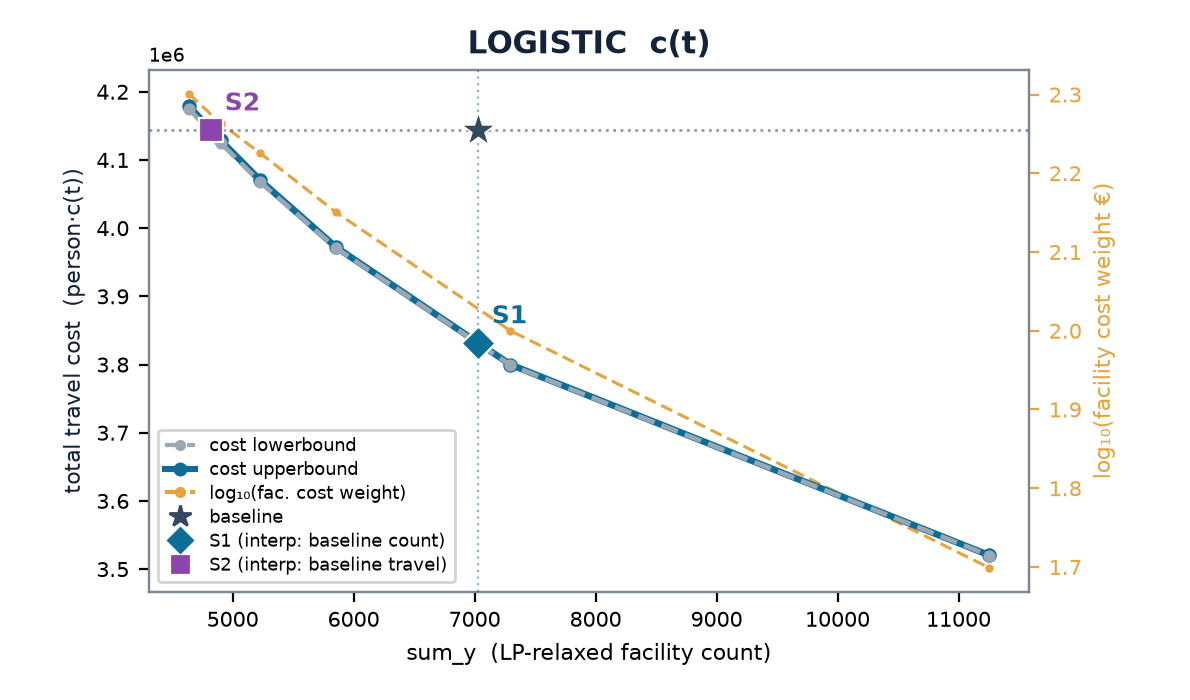 LOGISTIC c(t)
1e6
4.2
4.1
4.0
3.9
3.8
3.7
3.6
3.5
total travel cost (person·c(t))
S2
S1
2.3
2.2
2.1
2.0
1.9
1.8
1.7
log₁₀(facility cost weight €)
cost lowerbound
cost upperbound
log₁₀(fac. cost weight)
baseline
S1 (interp: baseline count)
S2 (interp: baseline travel)
5000 6000 7000 8000 9000 10000 11000
sum_y (LP-relaxed facility count)